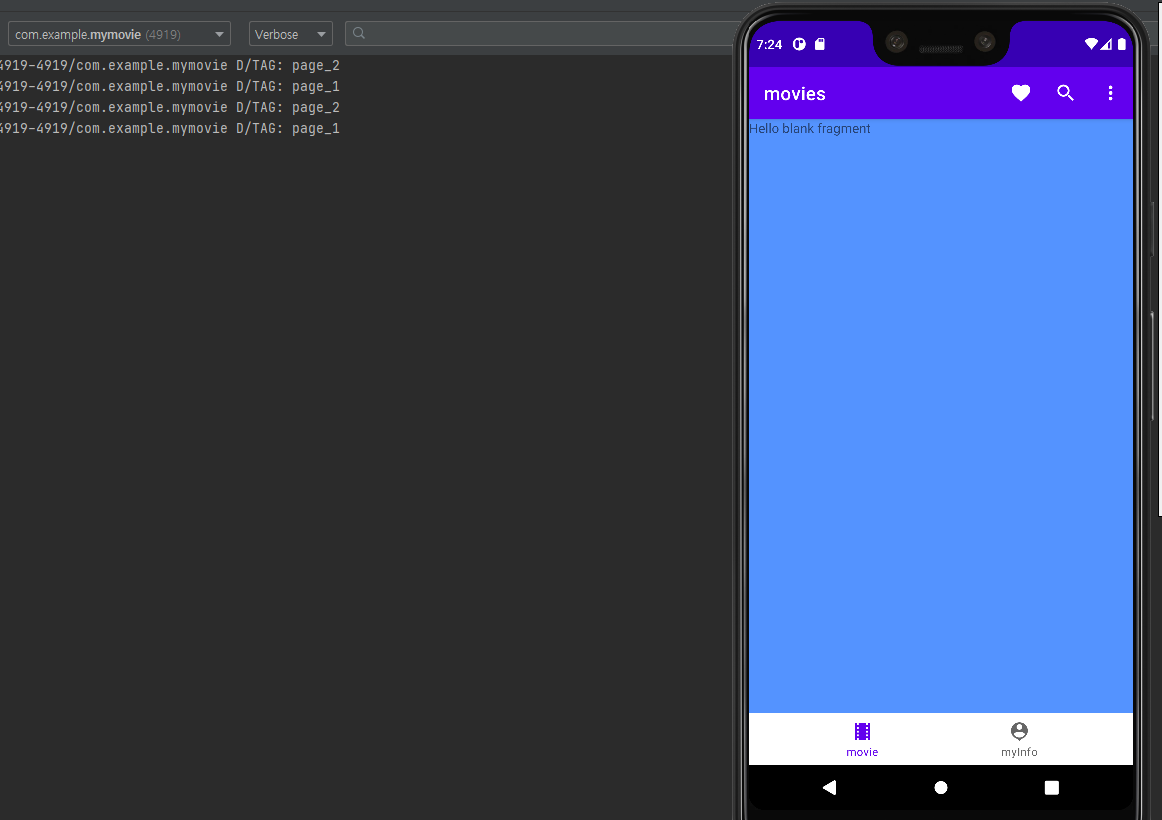 com.example.mymovie (4919)
Verbose
4919-4919/com.example.mymovie D/TAG: page_2
4919-4919/com.example.mymovie D/TAG: page_1
4919-4919/com.example.mymovie D/TAG: page_2
4919-4919/com.example.mymovie D/TAG: page_1
7:24
movies
Hello blank fragment
movie
myInfo